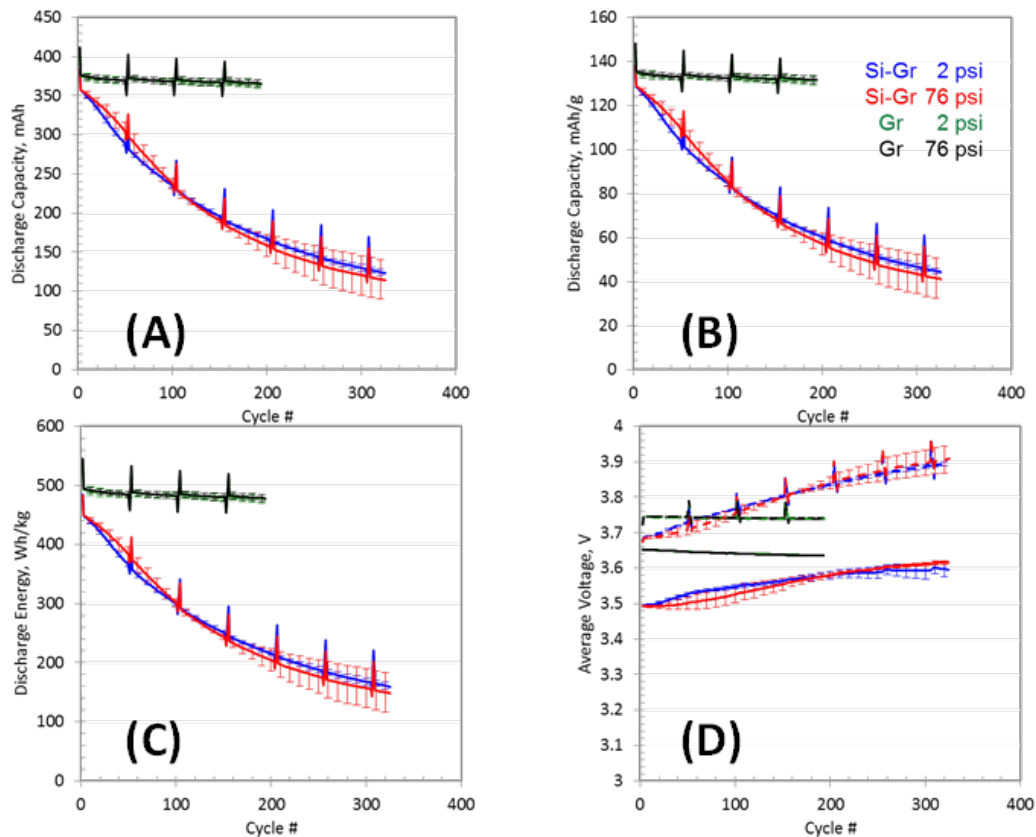 450
400
350
300
250
200
150
100
50
0
Discharge Capacity, mAh
(A)
0 100 200 300 400
Cycle #
160
140
120
100
80
60
40
20
0
Discharge Capacity, mAh/g
Si-Gr 2 psi
Si-Gr 76 psi
Gr 2 psi
Gr 76 psi
(B)
0 100 200 300 400
Cycle #
600
500
400
300
200
100
0
Discharge Energy, Wh/kg
(C)
0 100 200 300 400
Cycle #
4
3.9
3.8
3.7
3.6
3.5
3.4
3.3
3.2
3.1
3
Average Voltage, V
(D)
0 100 200 300 400
Cycle #